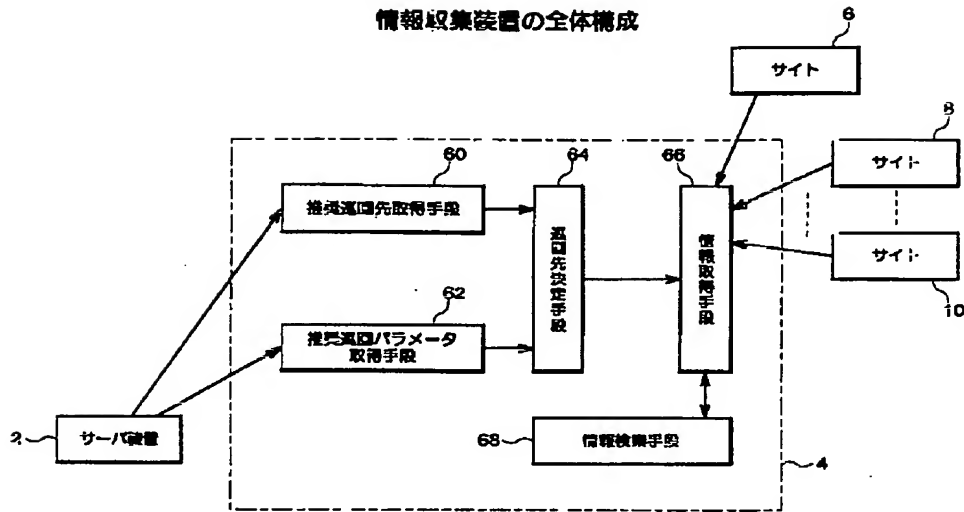 情報収集装置の全体構成
6
サイト
8
サイト
サイト
10
60
推奨巡回先取得手段
64
巡回先決定手段
66
情報取得手段
62
推奨巡回パラメータ
取得手段
2
サーバ装置
68
情報検索手段
4